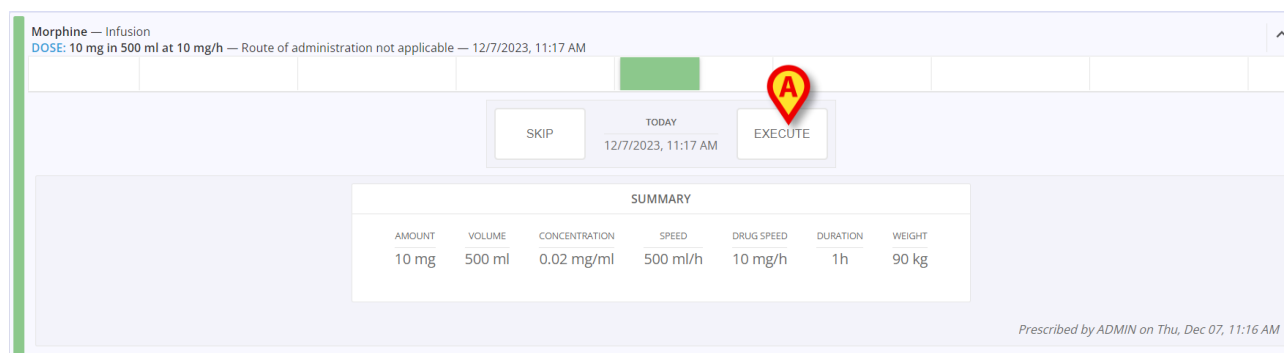 Morphine — Infusion
DOSE: 10 mg in 500 ml at 10 mg/h — Route of administration not applicable — 12/7/2023, 11:17 AM
A
SKIP
TODAY
12/7/2023, 11:17 AM
EXECUTE
SUMMARY
AMOUNT VOLUME CONCENTRATION SPEED DRUG SPEED DURATION WEIGHT
10 mg 500 ml 0.02 mg/ml 500 ml/h 10 mg/h 1h 90 kg
Prescribed by ADMIN on Thu, Dec 07, 11:16 AM